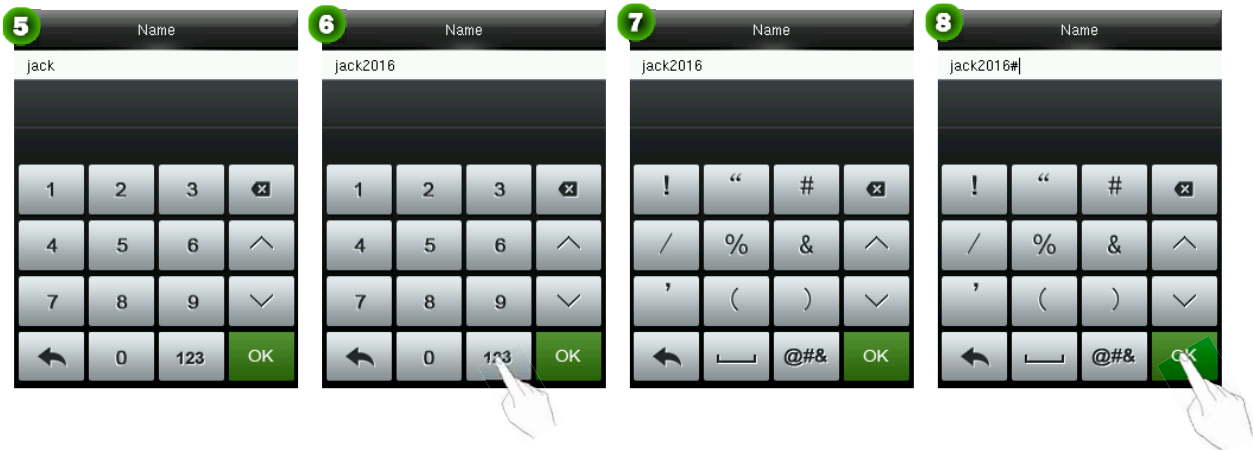 5
Name
jack
1 2 3
4 5 6
7 8 9
0 123 OK
6
Name
jack2016
1 2 3
4 5 6
7 8 9
0 123 OK
7
Name
jack2016
! “ #
/ % &
’ ( )
@#& OK
8
Name
jack2016#
! “ #
/ % &
’ ( )
@#& OK